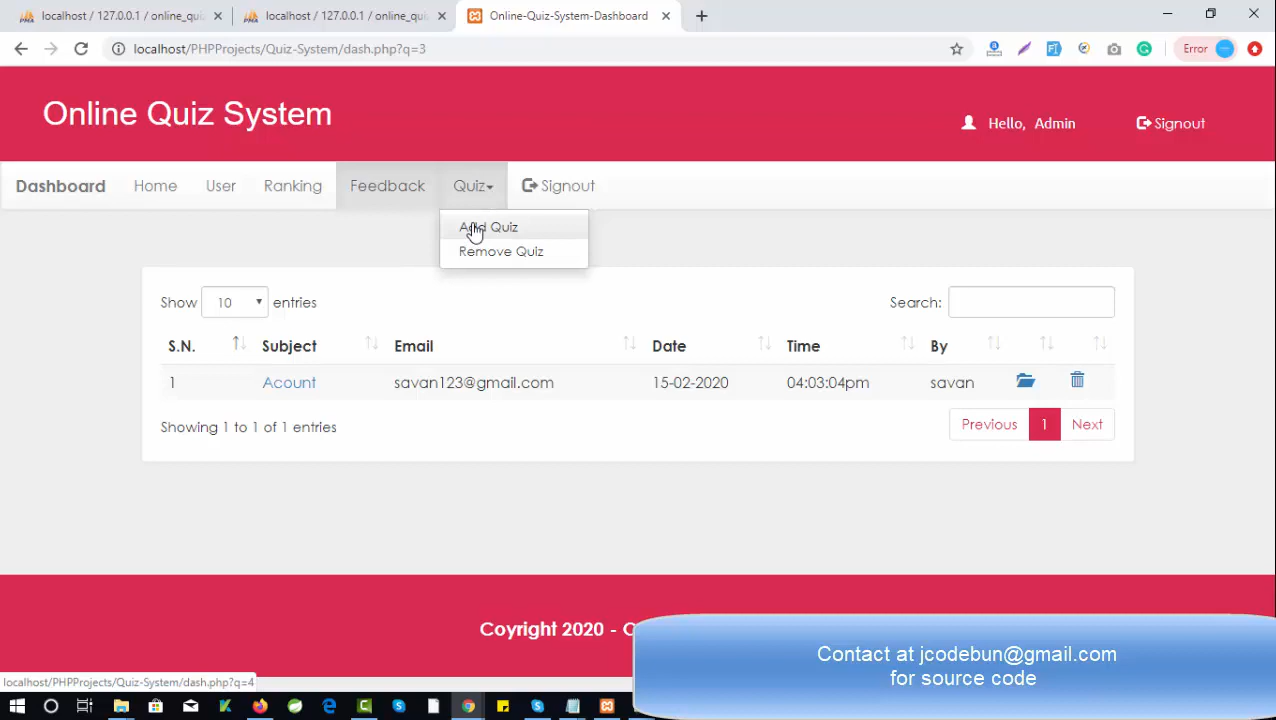 localhost / 127.0.0.1 / online_qu
localhost / 127.0.0.1 / online_qu
Online-Quiz-System-Dashboard
localhost/PHPProjects/Quiz-System/dash.php?q=3
Error
Online Quiz System
Hello, Admin
Signout
Dashboard Home User Ranking Feedback Quiz Signout
Add Quiz
Remove Quiz
Show 10 entries
Search:
S.N. Subject Email Date Time By
1 Acount savan123@gmail.com 15-02-2020 04:03:04pm savan
Showing 1 to 1 of 1 entries
Previous 1 Next
Coyright 2020 -
Contact at jcodebun@gmail.com
for source code
localhost/PHPProjects/Quiz-System/dash.php?q=4